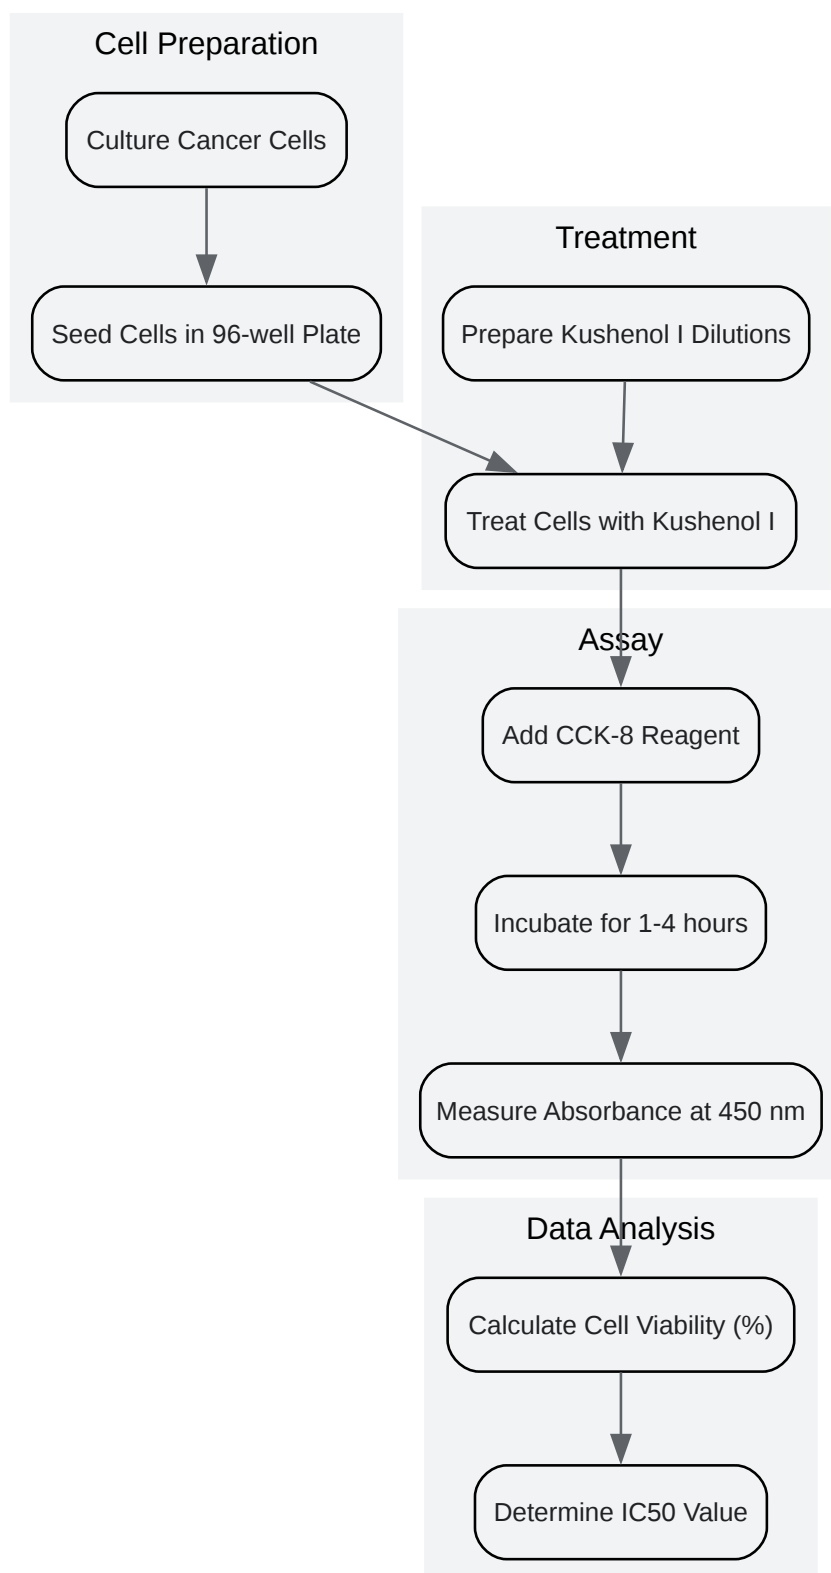 Cell Preparation
Culture Cancer Cells
Seed Cells in 96-well Plate
Treatment
Prepare Kushenol I Dilutions
Treat Cells with Kushenol I
Assay
Add CCK-8 Reagent
Incubate for 1-4 hours
Measure Absorbance at 450 nm
Data Analysis
Calculate Cell Viability (%)
Determine IC50 Value